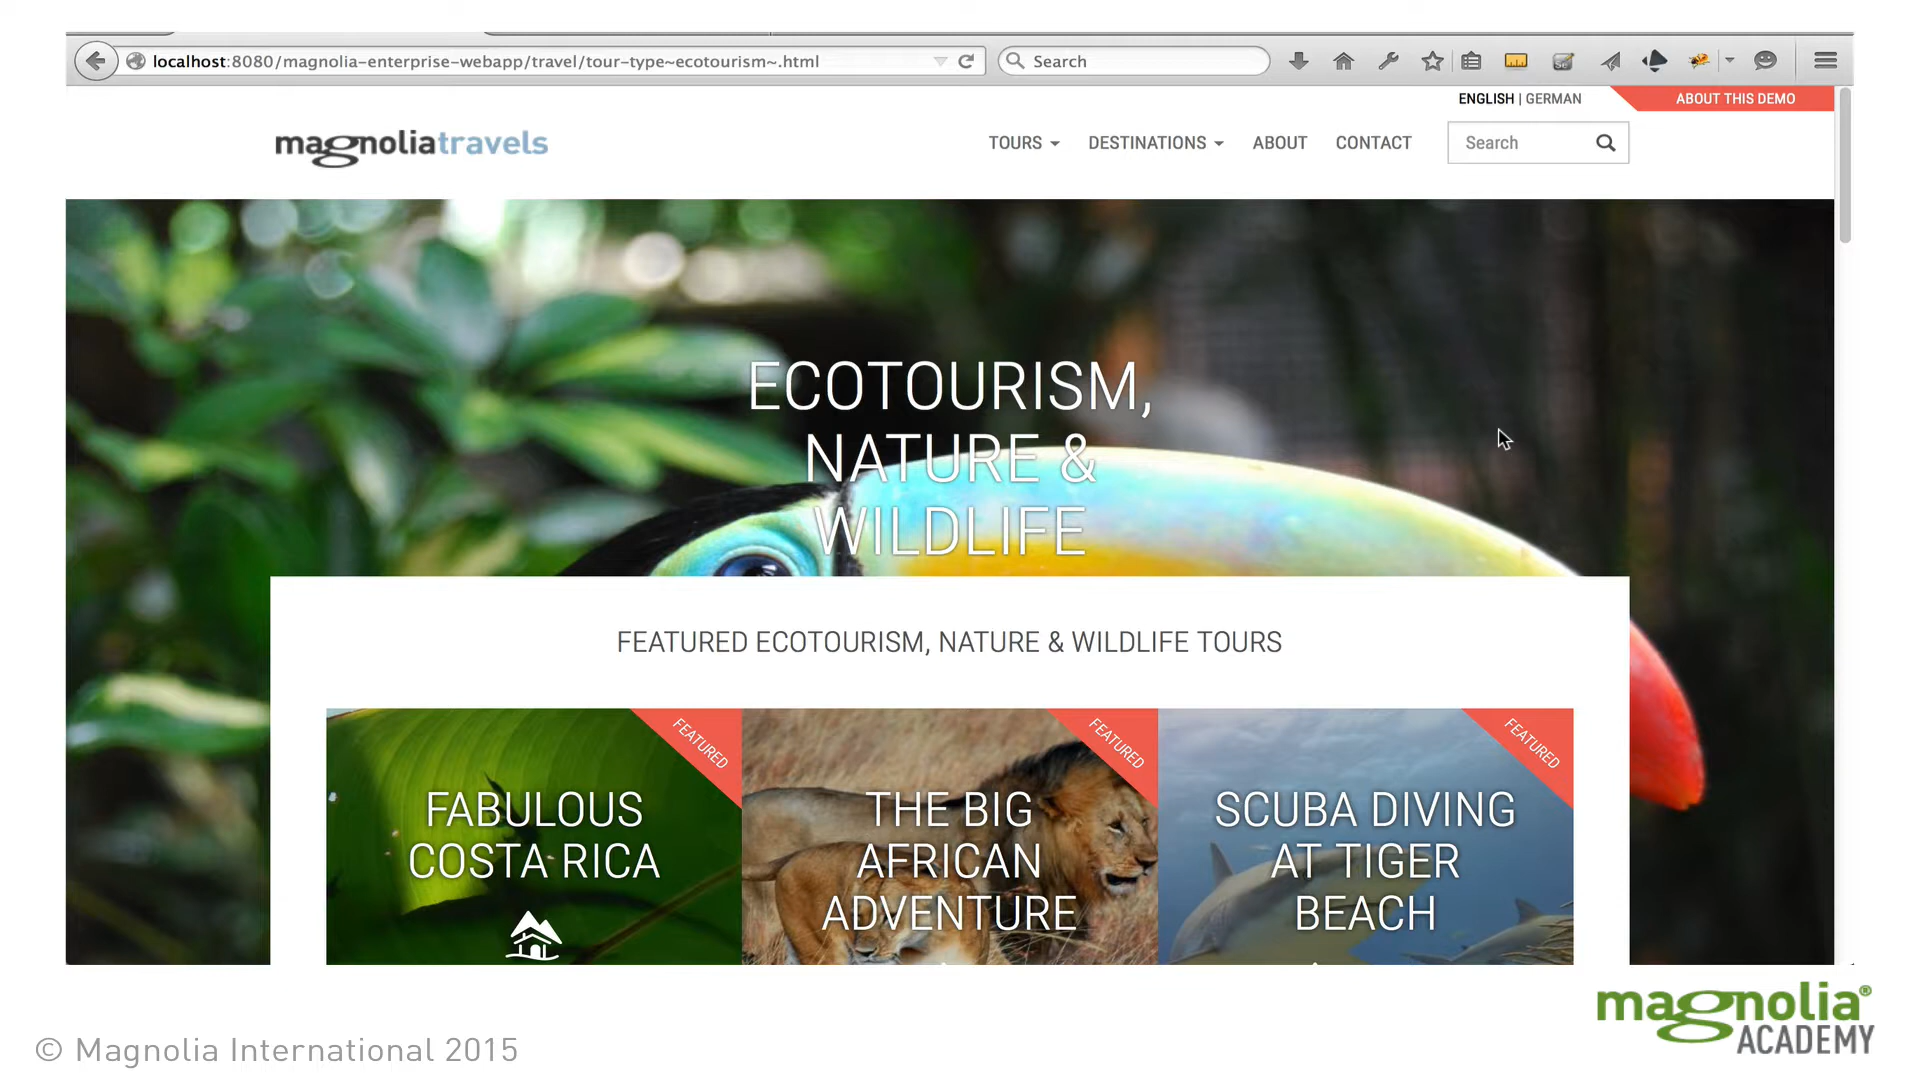 localhost:8080/magnolia-enterprise-webapp/travel/tour-type~ecotourism~.html
Search
ENGLISH | GERMAN
ABOUT THIS DEMO
magnoliatravels
TOURS
DESTINATIONS
ABOUT
CONTACT
Search
ECOTOURISM,
NATURE &
WILDLIFE
FEATURED ECOTOURISM, NATURE & WILDLIFE TOURS
FEATURED
FABULOUS
COSTA RICA
FEATURED
THE BIG
AFRICAN
ADVENTURE
FEATURED
SCUBA DIVING
AT TIGER
BEACH
© Magnolia International 2015
magnolia®
ACADEMY